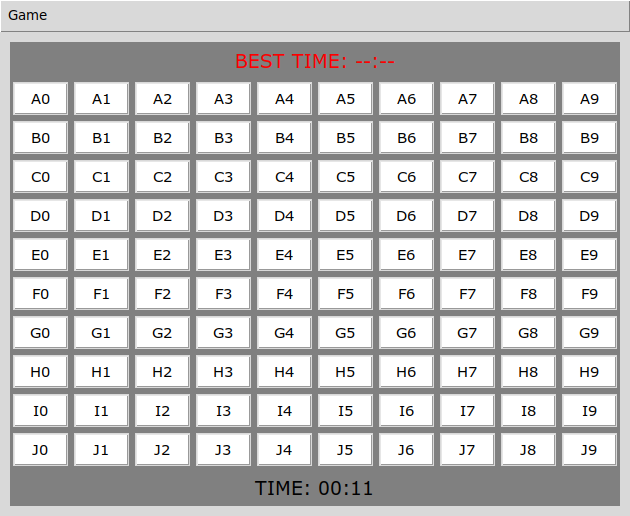 Game
BEST TIME: --:--
A0 A1 A2 A3 A4 A5 A6 A7 A8 A9
B0 B1 B2 B3 B4 B5 B6 B7 B8 B9
C0 C1 C2 C3 C4 C5 C6 C7 C8 C9
D0 D1 D2 D3 D4 D5 D6 D7 D8 D9
E0 E1 E2 E3 E4 E5 E6 E7 E8 E9
F0 F1 F2 F3 F4 F5 F6 F7 F8 F9
G0 G1 G2 G3 G4 G5 G6 G7 G8 G9
H0 H1 H2 H3 H4 H5 H6 H7 H8 H9
I0 I1 I2 I3 I4 I5 I6 I7 I8 I9
J0 J1 J2 J3 J4 J5 J6 J7 J8 J9
TIME: 00:11